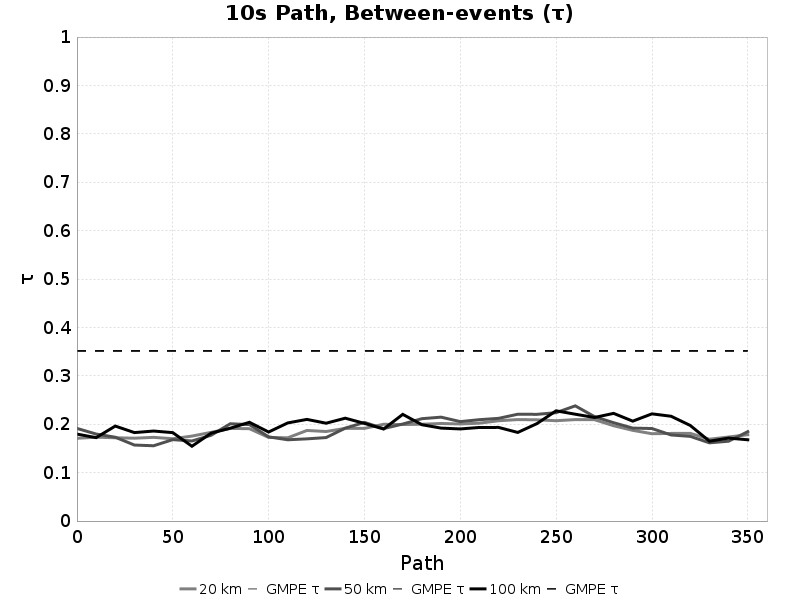 10s Path, Between-events (τ)
1
0.9
0.8
0.7
0.6
0.5
0.4
0.3
0.2
0.1
0
τ
0 50 100 150 200 250 300 350
Path
20 km GMPE τ 50 km GMPE τ 100 km GMPE τ